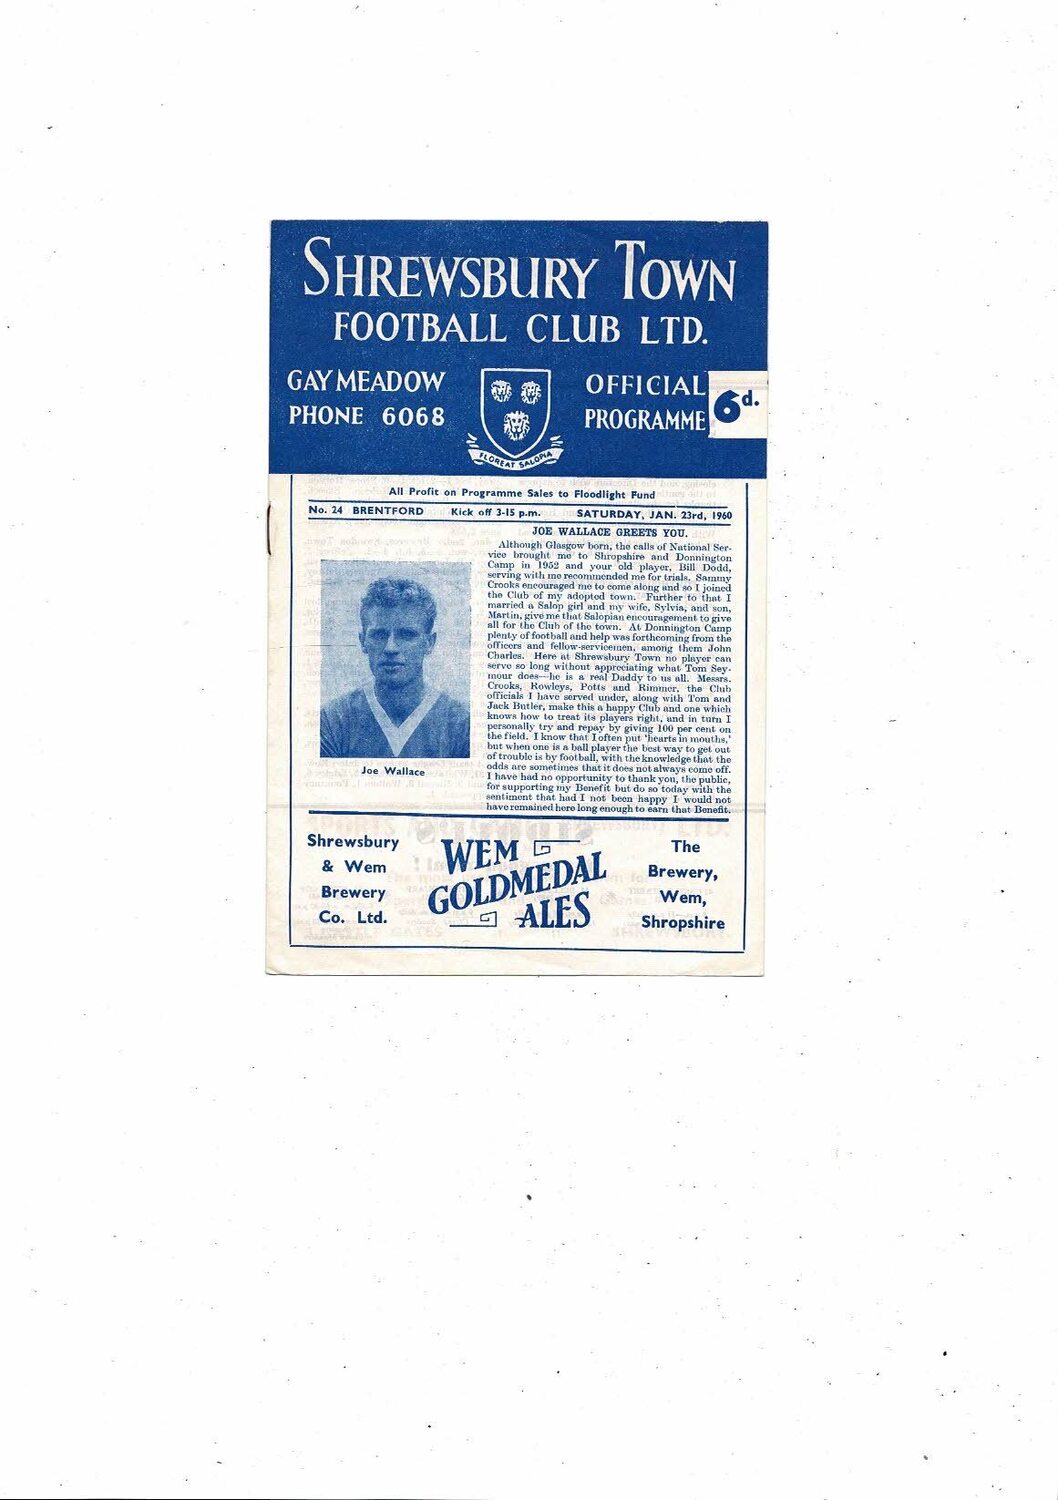 SHREWSBURY TOWN
FOOTBALL CLUB LTD.
GAY MEADOW
PHONE 6068
FLOREAT SALOPIA
OFFICIAL
PROGRAMME
6d.
All Profit on Programme Sales to Floodlight Fund
No. 24 BRENTFORD Kick off 3-15 p.m. SATURDAY, JAN. 23rd, 1960
JOE WALLACE GREETS YOU.
Although Glasgow born, the calls of National Ser-
vice brought me to Shropshire and Donnington
Camp in 1952 and your old player, Bill Dodd,
serving with me recommended me for trials. Sammy
Crooks encouraged me to come along and so I joined
the Club of my adopted town. Further to that I
married a Salop girl and my wife, Sylvia, and son,
Martin, give me that Salopian encouragement to give
all for the Club of the town. At Donnington Camp
plenty of football and help was forthcoming from the
officers and fellow-servicemen, among them John
Charles. Here at Shrewsbury Town no player can
serve so long without appreciating what Tom Sey-
mour does—he is a real Daddy to us all. Messrs.
Crooks, Rowleys, Potts and Rimmer, the Club
officials I have served under, along with Tom and
Jack Butler, make this a happy Club and one which
knows how to treat its players right, and in turn I
personally try and repay by giving 100 per cent on
the field. I know that I often put 'hearts in mouths,'
but when one is a ball player the best way to get out
of trouble is by football, with the knowledge that the
odds are sometimes that it does not always come off.
I have had no opportunity to thank you, the public,
for supporting my Benefit but do so today with the
sentiment that had I not been happy I would not
have remained here long enough to earn that Benefit.
Joe Wallace
Shrewsbury
& Wem
Brewery
Co. Ltd.
WEM
GOLDMEDAL
ALES
The
Brewery,
Wem,
Shropshire